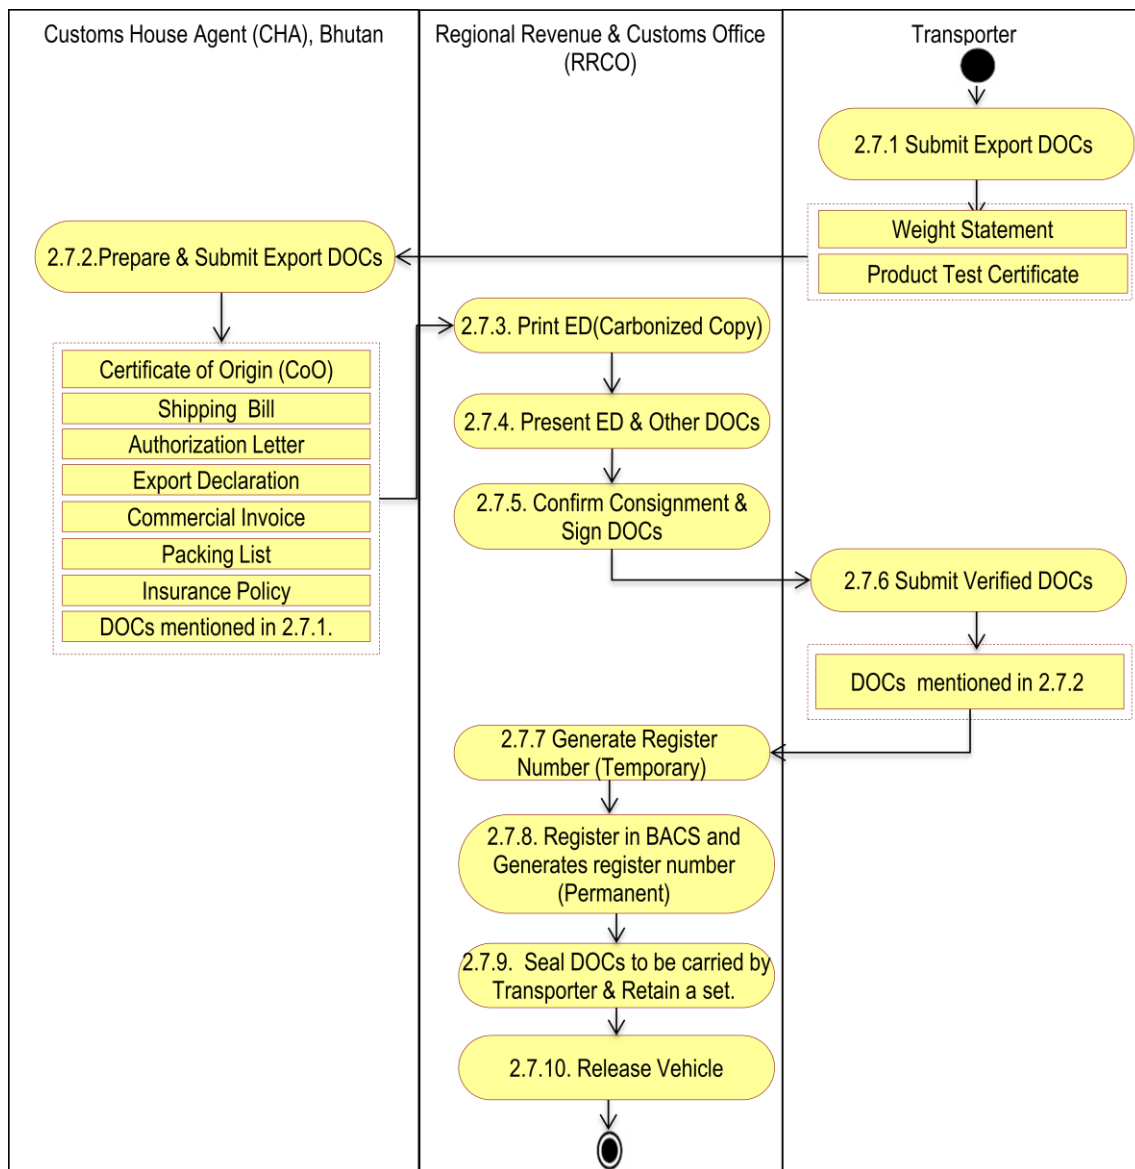 Customs House Agent (CHA), Bhutan
Regional Revenue & Customs Office
(RRCO)
Transporter
2.7.1 Submit Export DOCs
Weight Statement
Product Test Certificate
2.7.2.Prepare & Submit Export DOCs
Certificate of Origin (CoO)
Shipping Bill
Authorization Letter
Export Declaration
Commercial Invoice
Packing List
Insurance Policy
DOCs mentioned in 2.7.1.
2.7.3. Print ED(Carbonized Copy)
2.7.4. Present ED & Other DOCs
2.7.5. Confirm Consignment &
Sign DOCs
2.7.6 Submit Verified DOCs
DOCs mentioned in 2.7.2
2.7.7 Generate Register
Number (Temporary)
2.7.8. Register in BACS and
Generates register number
(Permanent)
2.7.9. Seal DOCs to be carried by
Transporter & Retain a set.
2.7.10. Release Vehicle